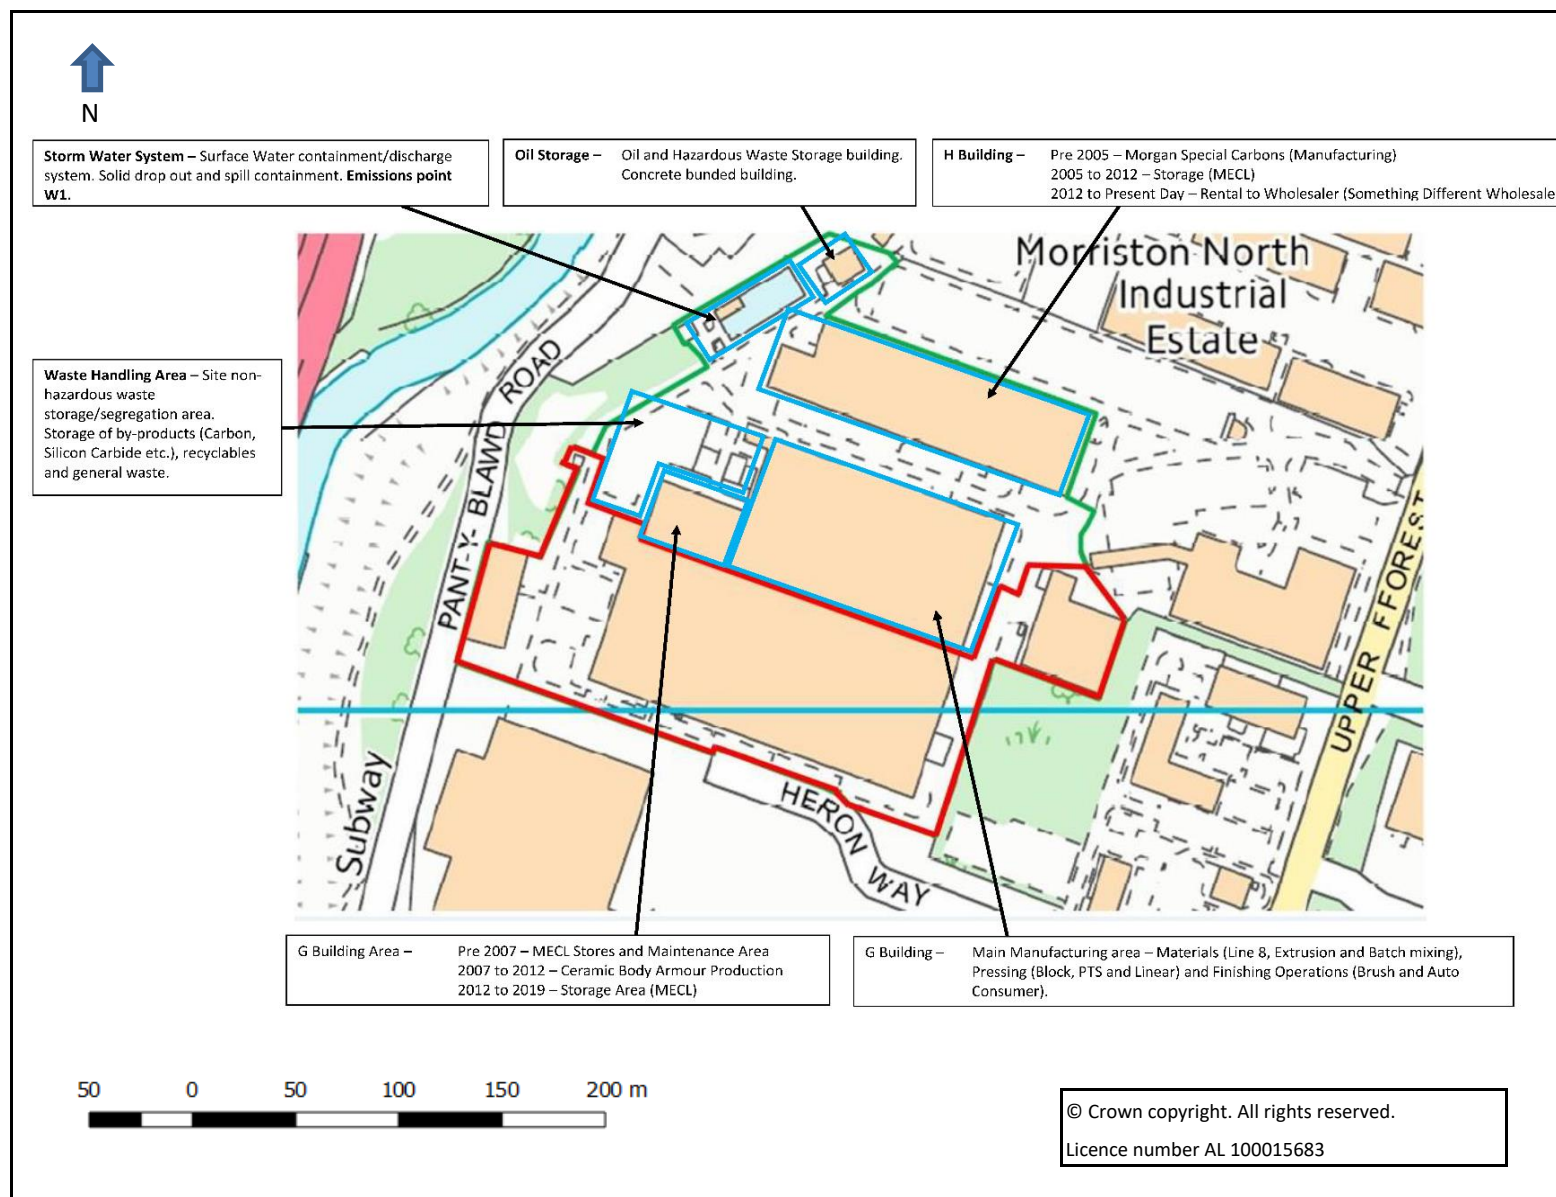 N
Storm Water System – Surface Water containment/discharge
system. Solid drop out and spill containment. Emissions point
W1.
Oil Storage – Oil and Hazardous Waste Storage building.
Concrete bunded building.
H Building – Pre 2005 – Morgan Special Carbons (Manufacturing)
2005 to 2012 – Storage (MECL)
2012 to Present Day – Rental to Wholesaler (Something Different Wholesale
Morriston North
Industrial
Estate
Waste Handling Area – Site non-
hazardous waste
storage/segregation area.
Storage of by-products (Carbon,
Silicon Carbide etc.), recyclables
and general waste.
PANT-Y-BLAWD ROAD
UPPER FFOREST
Subway
HERON WAY
G Building Area – Pre 2007 – MECL Stores and Maintenance Area
2007 to 2012 – Ceramic Body Armour Production
2012 to 2019 – Storage Area (MECL)
G Building – Main Manufacturing area – Materials (Line 8, Extrusion and Batch mixing),
Pressing (Block, PTS and Linear) and Finishing Operations (Brush and Auto
Consumer).
50 0 50 100 150 200 m
© Crown copyright. All rights reserved.
Licence number AL 100015683